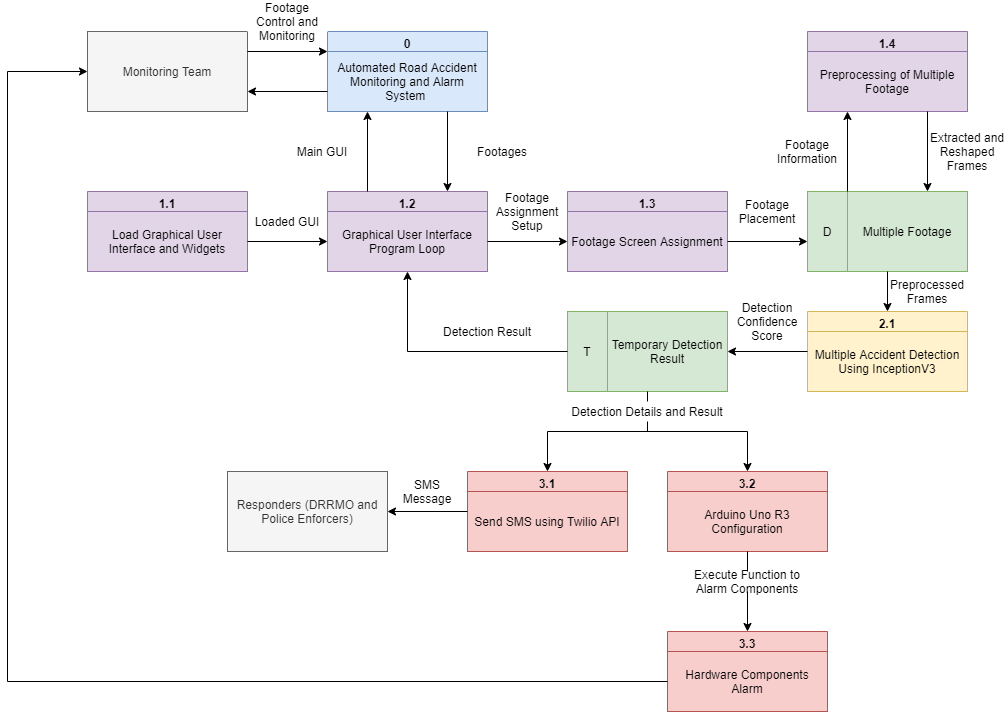 Footage
Control and
Monitoring
Monitoring Team
0
Automated Road Accident
Monitoring and Alarm
System
1.4
Preprocessing of Multiple
Footage
Main GUI
Footages
Footage
Information
Extracted and
Reshaped
Frames
1.1
Load Graphical User
Interface and Widgets
Loaded GUI
1.2
Graphical User Interface
Program Loop
Footage
Assignment
Setup
1.3
Footage Screen Assignment
Footage
Placement
D
Multiple Footage
Preprocessed
Frames
Detection Result
T
Temporary Detection
Result
Detection
Confidence
Score
2.1
Multiple Accident Detection
Using InceptionV3
Detection Details and Result
Responders (DRRMO and
Police Enforcers)
SMS
Message
3.1
Send SMS using Twilio API
3.2
Arduino Uno R3
Configuration
Execute Function to
Alarm Components
3.3
Hardware Components
Alarm